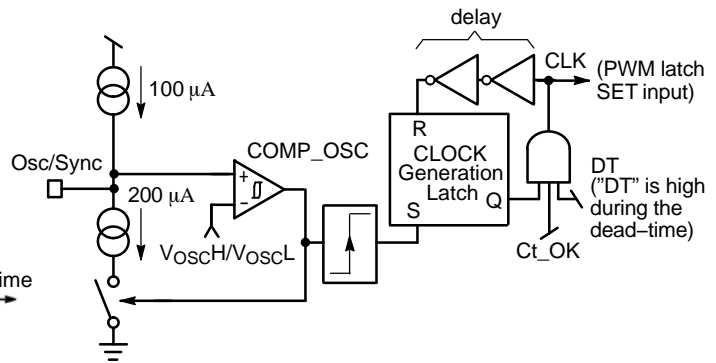 delay
CLK
(PWM latch
SET input)
100 μA
R
Osc/Sync
COMP_OSC
CLOCK
Generation
Latch
DT
("DT" is high
during the
dead–time)
200 μA
+
–
S
Q
VOSCH/VOSCL
Ct_OK
ime